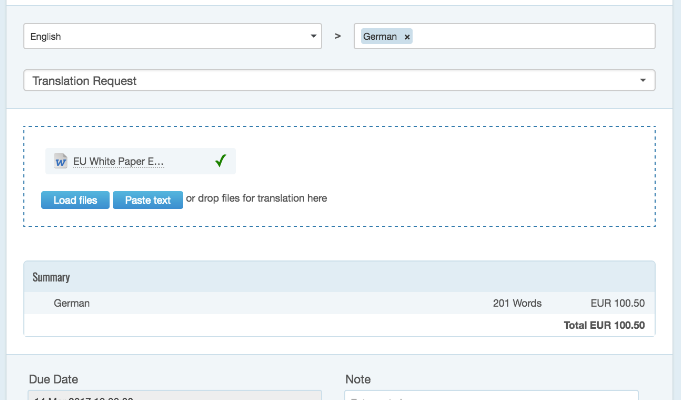 English > German ×
Translation Request
W EU White Paper E...
Load files Paste text or drop files for translation here
Summary
German 201 Words EUR 100.50
Total EUR 100.50
Due Date Note